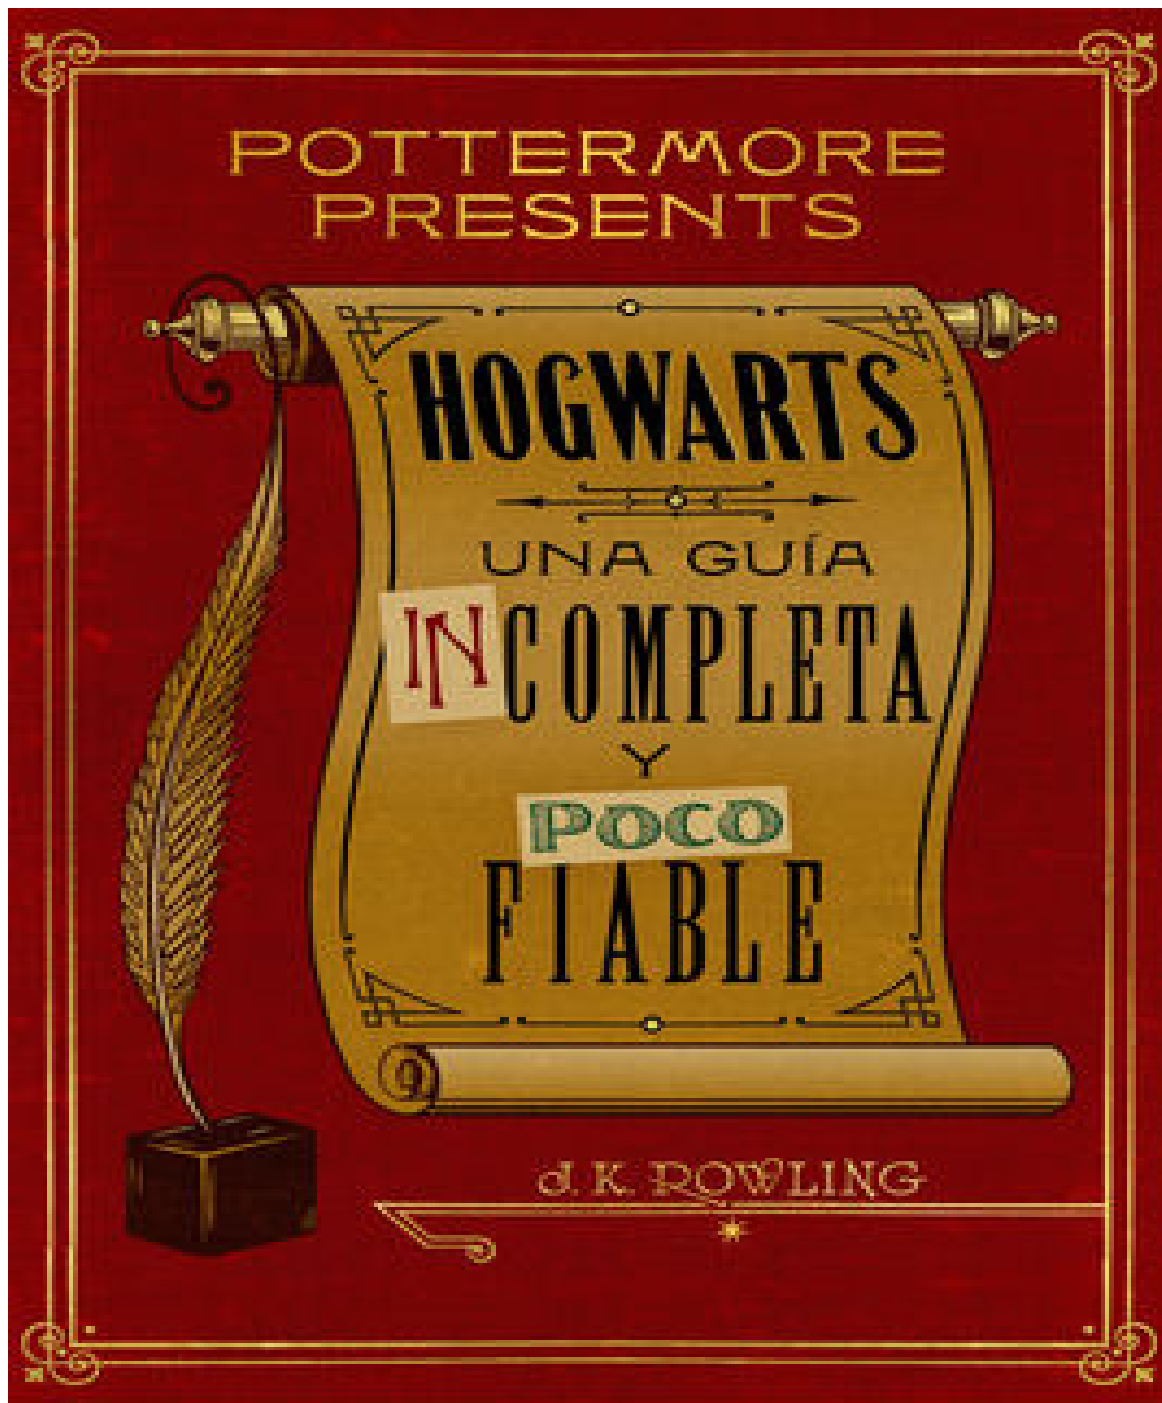 POTTERMORE
PRESENTS
HOGWARTS
UNA GUÍA
INCOMPLETA
Y
POCO
FIABLE
J.K. ROWLING